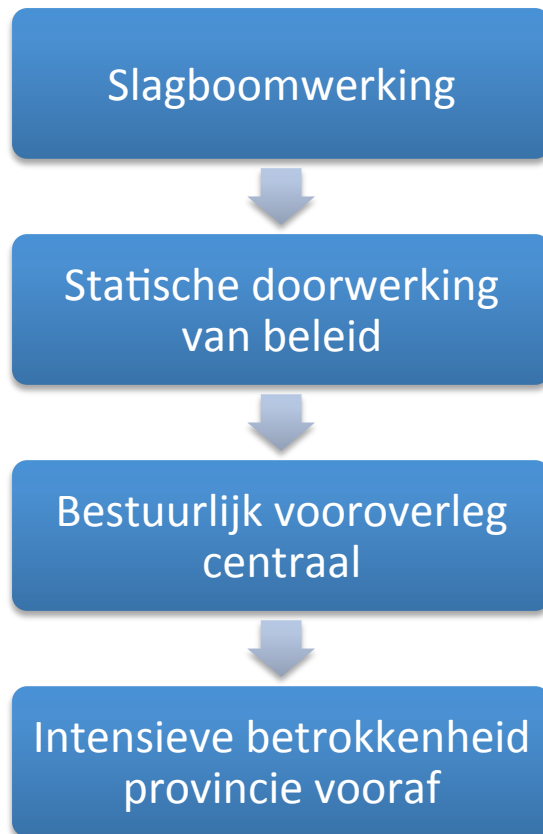 Slagboomwerking
Statische doorwerking
van beleid
Bestuurlijk vooroverleg
centraal
Intensieve betrokkenheid
provincie vooraf